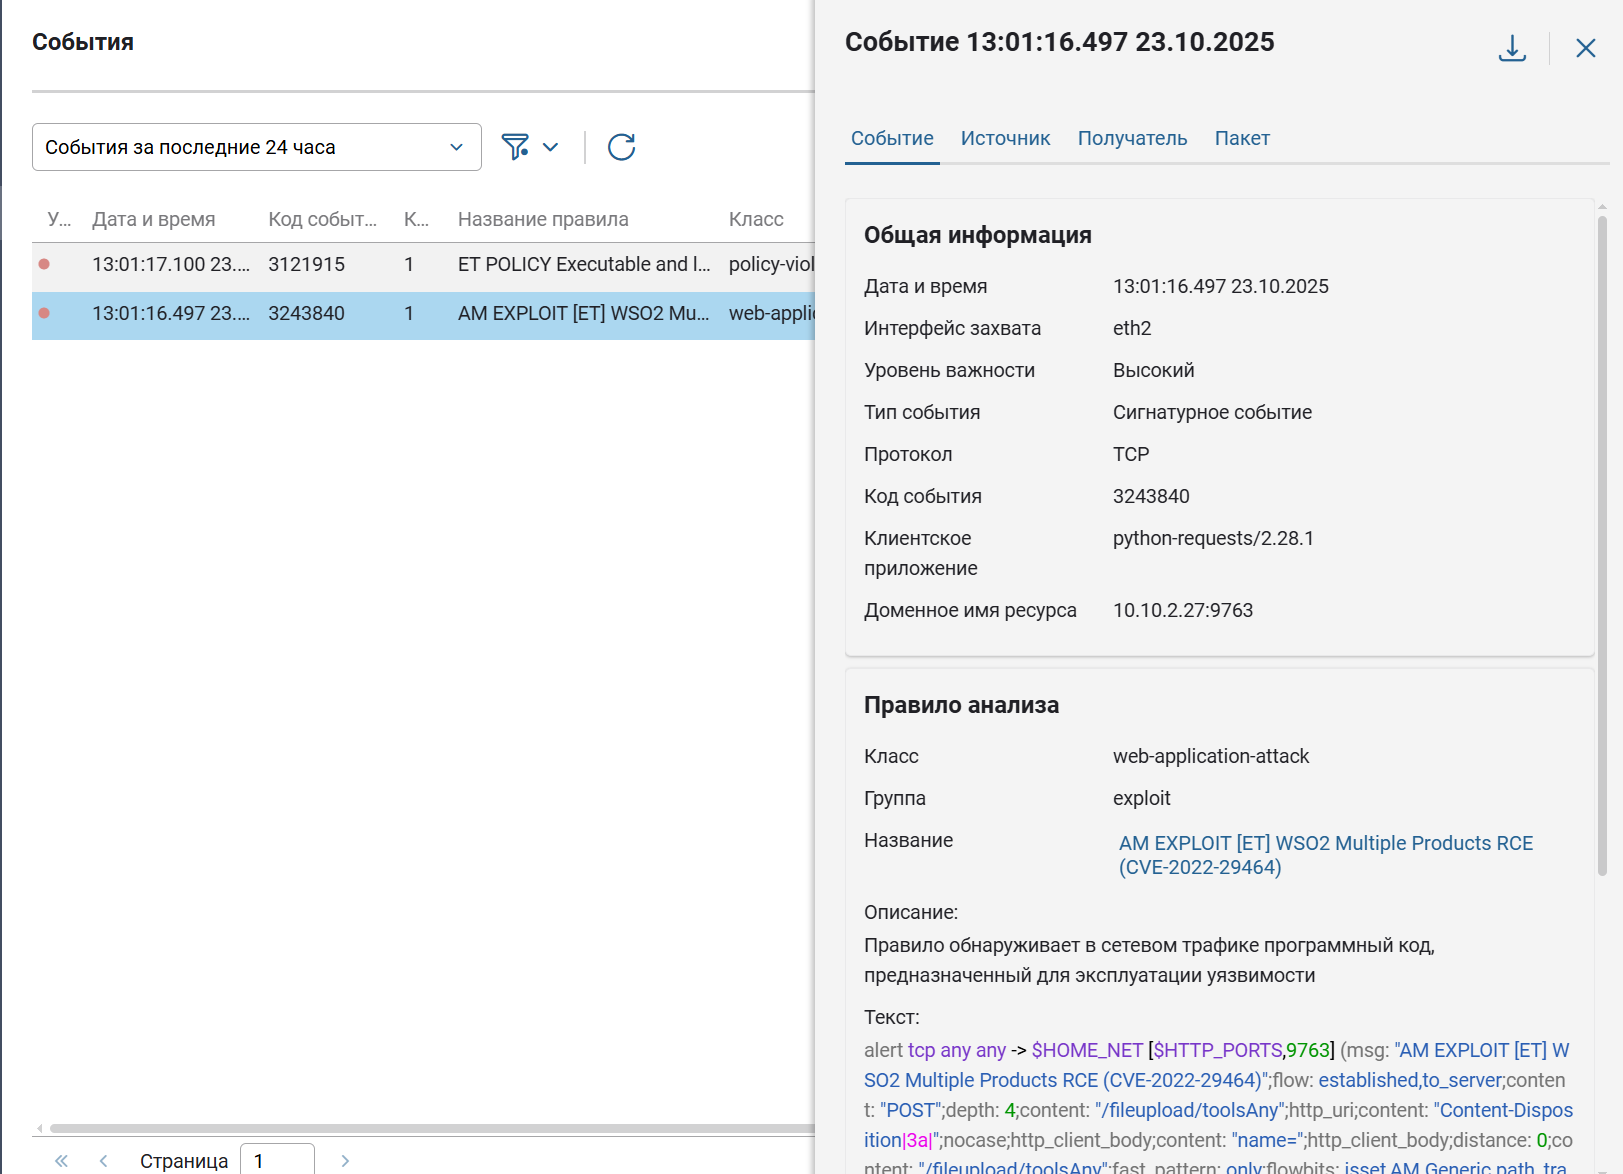 События
События за последние 24 часа
У... Дата и время Код событ... К... Название правила Класс
13:01:17.100 23.... 3121915 1 ET POLICY Executable and l... policy-viol
13:01:16.497 23.... 3243840 1 AM EXPLOIT [ET] WSO2 Mu... web-applic
Страница 1
Событие 13:01:16.497 23.10.2025
Событие Источник Получатель Пакет
Общая информация
Дата и время 13:01:16.497 23.10.2025
Интерфейс захвата eth2
Уровень важности Высокий
Тип события Сигнатурное событие
Протокол TCP
Код события 3243840
Клиентское python-requests/2.28.1
приложение
Доменное имя ресурса 10.10.2.27:9763
Правило анализа
Класс web-application-attack
Группа exploit
Название AM EXPLOIT [ET] WSO2 Multiple Products RCE
(CVE-2022-29464)
Описание:
Правило обнаруживает в сетевом трафике программный код,
предназначенный для эксплуатации уязвимости
Текст:
alert tcp any any -> $HOME_NET [$HTTP_PORTS,9763] (msg: "AM EXPLOIT [ET] W
SO2 Multiple Products RCE (CVE-2022-29464)";flow: established,to_server;conten
t: "POST";depth: 4;content: "/fileupload/toolsAny";http_uri;content: "Content-Dispos
ition|3a|";nocase;http_client_body;content: "name=";http_client_body;distance: 0;co
ntent: "/fileupload/toolsAny";fast_pattern: only;flowbits: isset,AM.Generic.path_tra